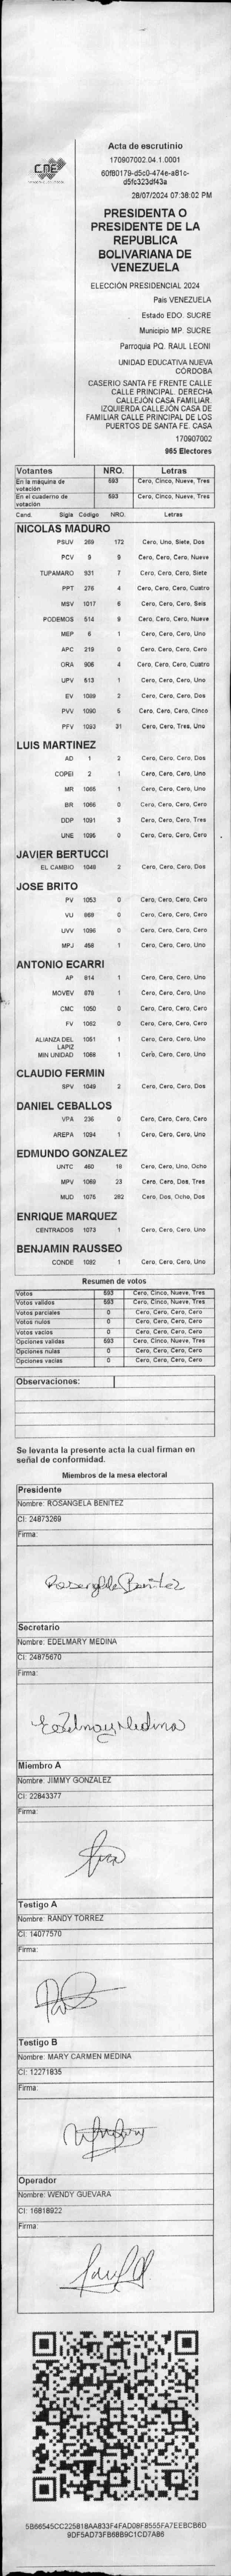 CNE
Acta de escrutinio
170907002.04.1.0001
60f80179-d5c0-474e-a81c-
d5fc323df43a
28/07/2024 07:38:02 PM
PRESIDENTA O
PRESIDENTE DE LA
REPUBLICA
BOLIVARIANA DE
VENEZUELA
ELECCIÓN PRESIDENCIAL 2024
País VENEZUELA
Estado EDO. SUCRE
Municipio MP. SUCRE
Parroquia PQ. RAUL LEONI
UNIDAD EDUCATIVA NUEVA
CÓRDOBA
CASERIO SANTA FE FRENTE CALLE
CALLE PRINCIPAL. DERECHA
CALLEJÓN CASA FAMILIAR.
IZQUIERDA CALLEJÓN CASA DE
FAMILIAR CALLE PRINCIPAL DE LOS
PUERTOS DE SANTA FE. CASA
170907002
965 Electores
Votantes NRO. Letras
En la máquina de votación 593 Cero, Cinco, Nueve, Tres
En el cuaderno de votación 593 Cero, Cinco, Nueve, Tres
Cand. Sigla Código NRO. Letras
NICOLAS MADURO
PSUV 269 172 Cero, Uno, Siete, Dos
PCV 9 9 Cero, Cero, Cero, Nueve
TUPAMARO 931 7 Cero, Cero, Cero, Siete
PPT 276 4 Cero, Cero, Cero, Cuatro
MSV 1017 6 Cero, Cero, Cero, Seis
PODEMOS 514 9 Cero, Cero, Cero, Nueve
MEP 6 1 Cero, Cero, Cero, Uno
APC 219 0 Cero, Cero, Cero, Cero
ORA 906 4 Cero, Cero, Cero, Cuatro
UPV 513 1 Cero, Cero, Cero, Uno
EV 1089 2 Cero, Cero, Cero, Dos
PVV 1090 5 Cero, Cero, Cero, Cinco
PFV 1093 31 Cero, Cero, Tres, Uno
LUIS MARTINEZ
AD 1 2 Cero, Cero, Cero, Dos
COPEI 2 1 Cero, Cero, Cero, Uno
MR 1065 1 Cero, Cero, Cero, Uno
BR 1066 0 Cero, Cero, Cero, Cero
DDP 1091 3 Cero, Cero, Cero, Tres
UNE 1095 0 Cero, Cero, Cero, Cero
JAVIER BERTUCCI
EL CAMBIO 1048 2 Cero, Cero, Cero, Dos
JOSE BRITO
PV 1053 0 Cero, Cero, Cero, Cero
VU 0 Cero, Cero, Cero, Cero
UVV 1096 0 Cero, Cero, Cero, Cero
MPJ 456 1 Cero, Cero, Cero, Uno
ANTONIO ECARRI
AP 914 1 Cero, Cero, Cero, Uno
MOVEV 878 1 Cero, Cero, Cero, Uno
CMC 1050 0 Cero, Cero, Cero, Cero
FV 1062 0 Cero, Cero, Cero, Cero
ALIANZA DEL LAPIZ 1051 1 Cero, Cero, Cero, Uno
MIN UNIDAD 1068 1 Cero, Cero, Cero, Uno
CLAUDIO FERMIN
SPV 1049 2 Cero, Cero, Cero, Dos
DANIEL CEBALLOS
VPA 236 0 Cero, Cero, Cero, Cero
AREPA 1094 1 Cero, Cero, Cero, Uno
EDMUNDO GONZALEZ
UNTC 460 18 Cero, Cero, Uno, Ocho
MPV 1069 23 Cero, Cero, Dos, Tres
MUD 1075 282 Cero, Dos, Ocho, Dos
ENRIQUE MARQUEZ
CENTRADOS 1073 1 Cero, Cero, Cero, Uno
BENJAMIN RAUSSEO
CONDE 1092 1 Cero, Cero, Cero, Uno
Resumen de votos
Votos 593 Cero, Cinco, Nueve, Tres
Votos validos 593 Cero, Cinco, Nueve, Tres
Votos parciales 0 Cero, Cero, Cero, Cero
Votos nulos 0 Cero, Cero, Cero, Cero
Votos vacios 0 Cero, Cero, Cero, Cero
Opciones validas 593 Cero, Cinco, Nueve, Tres
Opciones nulas 0 Cero, Cero, Cero, Cero
Opciones vacias 0 Cero, Cero, Cero, Cero
Observaciones:
Se levanta la presente acta la cual firman en
señal de conformidad.
Miembros de la mesa electoral
Presidente
Nombre: ROSANGELA BENITEZ
CI: 24873269
Firma:
Rosangela Benitez
Secretario
Nombre: EDELMARY MEDINA
CI: 24875670
Firma:
Edelmary Medina
Miembro A
Nombre: JIMMY GONZALEZ
CI: 22843377
Firma:
Testigo A
Nombre: RANDY TORREZ
CI: 14077570
Firma:
Testigo B
Nombre: MARY CARMEN MEDINA
CI: 12271835
Firma:
Operador
Nombre: WENDY GUEVARA
CI: 16818922
Firma:
5B66545CC225818AA833F4FAD08F8555FA7EEBCB6D
9DF5AD73FB68B9C1CD7A86